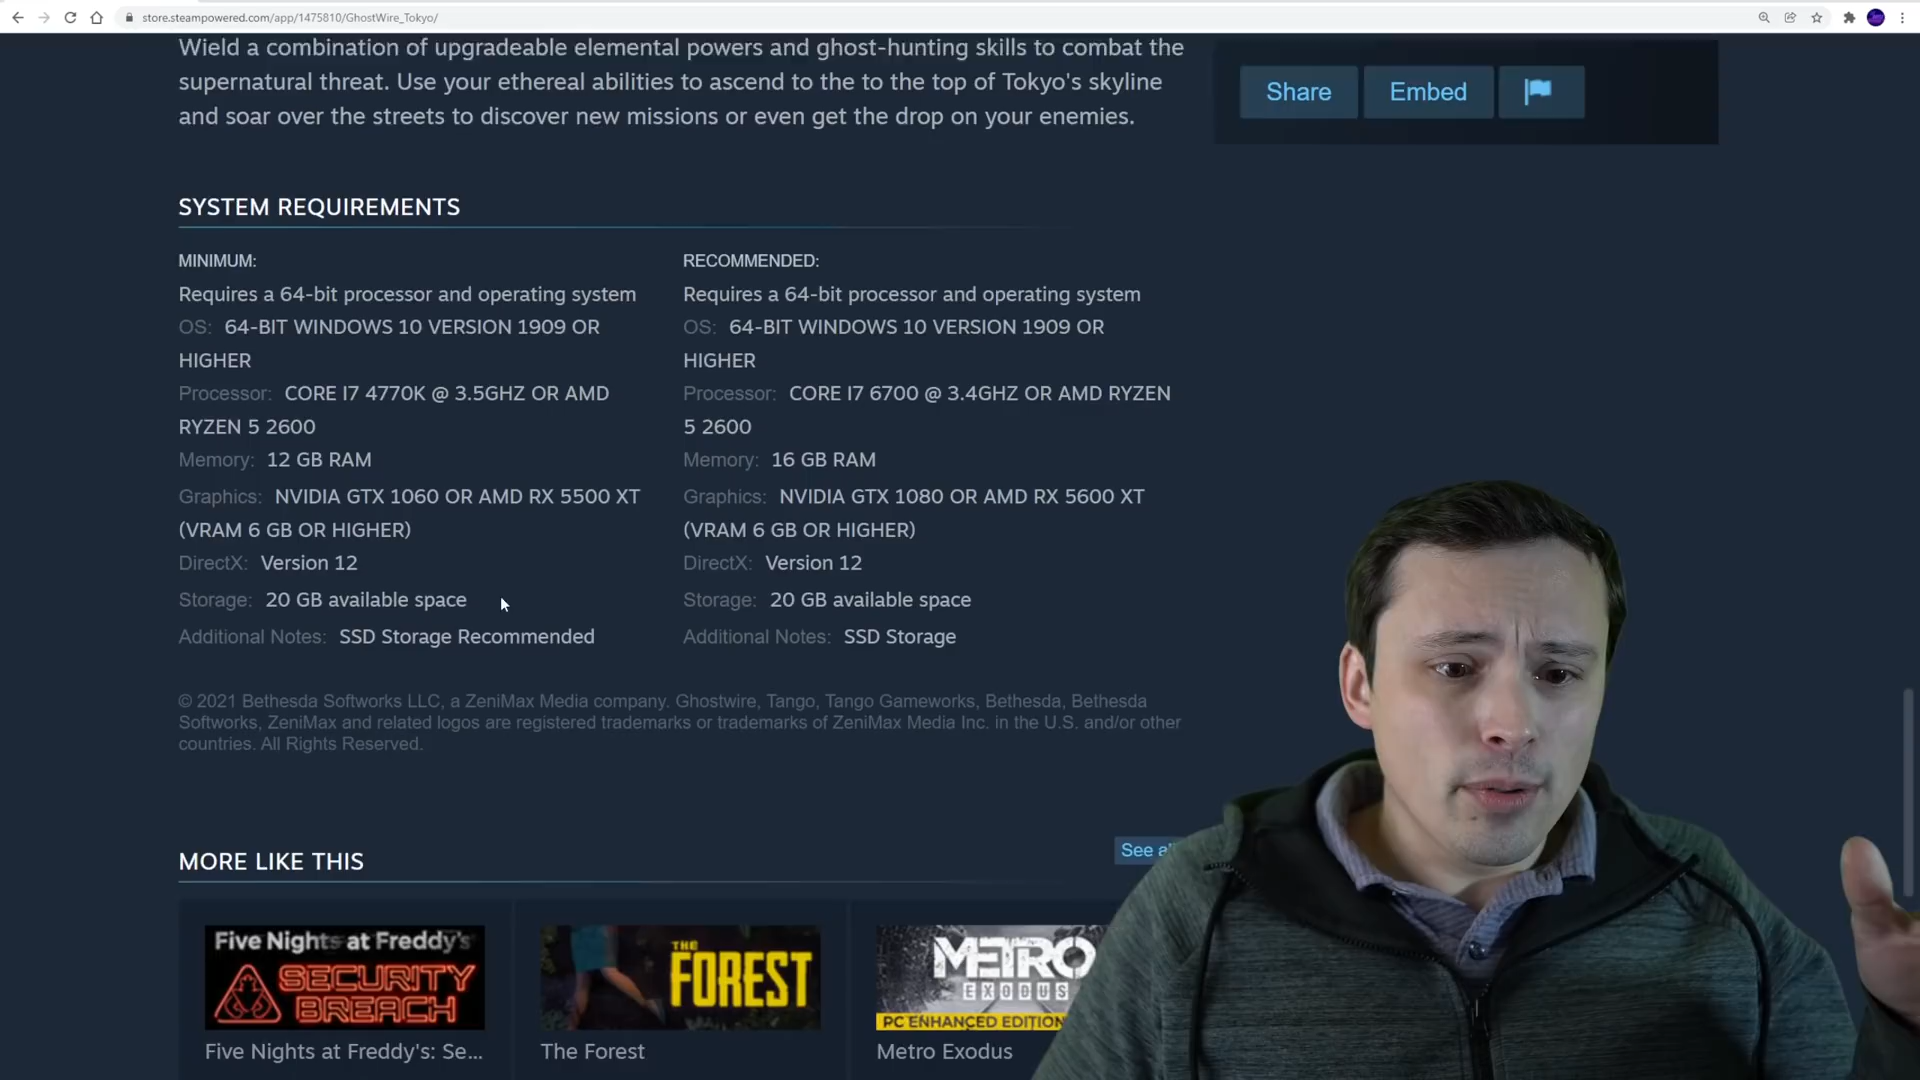 store.steampowered.com/app/1475810/GhostWire_Tokyo/
Wield a combination of upgradeable elemental powers and ghost-hunting skills to combat the
supernatural threat. Use your ethereal abilities to ascend to the to the top of Tokyo's skyline
and soar over the streets to discover new missions or even get the drop on your enemies.
Share Embed
SYSTEM REQUIREMENTS
MINIMUM:
Requires a 64-bit processor and operating system
OS: 64-BIT WINDOWS 10 VERSION 1909 OR
HIGHER
Processor: CORE I7 4770K @ 3.5GHZ OR AMD
RYZEN 5 2600
Memory: 12 GB RAM
Graphics: NVIDIA GTX 1060 OR AMD RX 5500 XT
(VRAM 6 GB OR HIGHER)
DirectX: Version 12
Storage: 20 GB available space
Additional Notes: SSD Storage Recommended
RECOMMENDED:
Requires a 64-bit processor and operating system
OS: 64-BIT WINDOWS 10 VERSION 1909 OR
HIGHER
Processor: CORE I7 6700 @ 3.4GHZ OR AMD RYZEN
5 2600
Memory: 16 GB RAM
Graphics: NVIDIA GTX 1080 OR AMD RX 5600 XT
(VRAM 6 GB OR HIGHER)
DirectX: Version 12
Storage: 20 GB available space
Additional Notes: SSD Storage
© 2021 Bethesda Softworks LLC, a ZeniMax Media company. Ghostwire, Tango, Tango Gameworks, Bethesda, Bethesda
Softworks, ZeniMax and related logos are registered trademarks or trademarks of ZeniMax Media Inc. in the U.S. and/or other
countries. All Rights Reserved.
MORE LIKE THIS
See al
Five Nights at Freddy's
SECURITY
BREACH
Five Nights at Freddy's: Se...
THE
FOREST
The Forest
METRO
EXODUS
PC ENHANCED EDITION
Metro Exodus